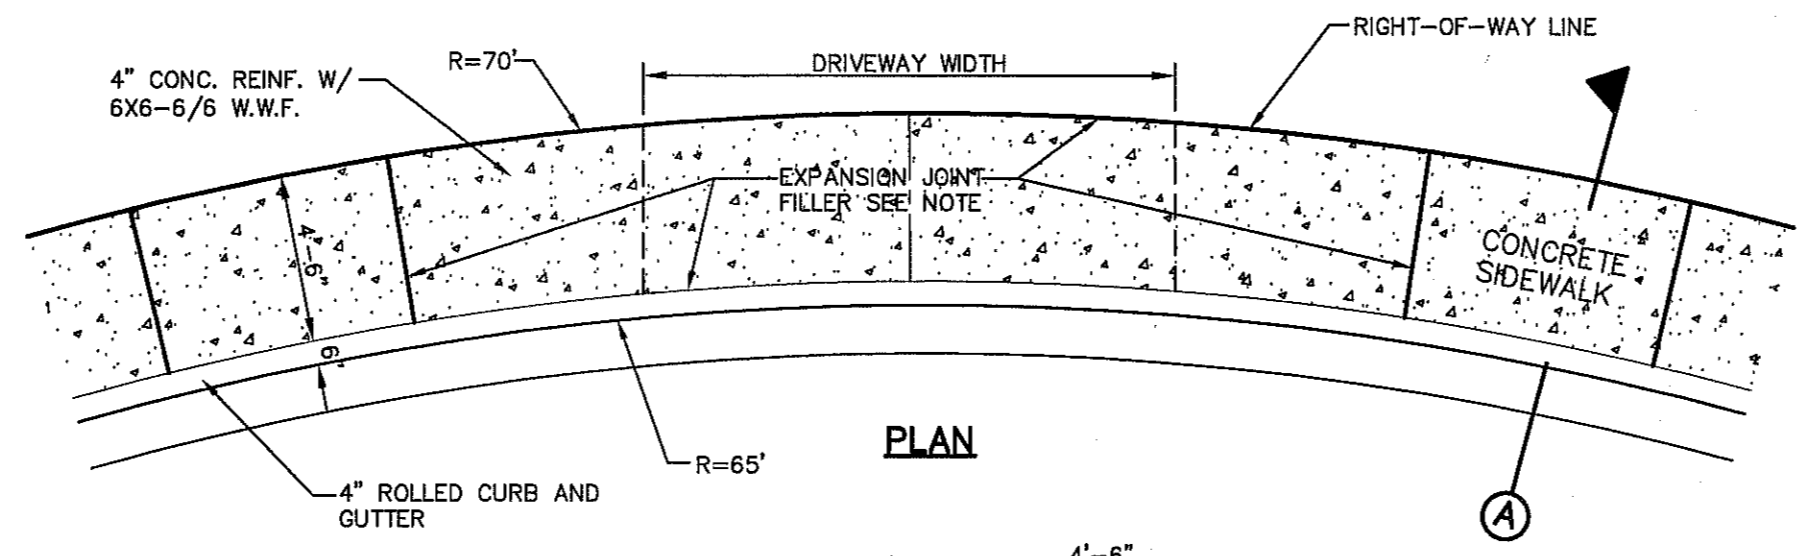 RIGHT-OF-WAY LINE
R=70'
DRIVEWAY WIDTH
4" CONC. REINF. W/
6X6-6/6 W.W.F.
EXPANSION JOINT
FILLER SEE NOTE
4'-6"
CONCRETE
SIDEWALK
6'
PLAN
R=65'
4" ROLLED CURB AND
GUTTER
A
4'-6"